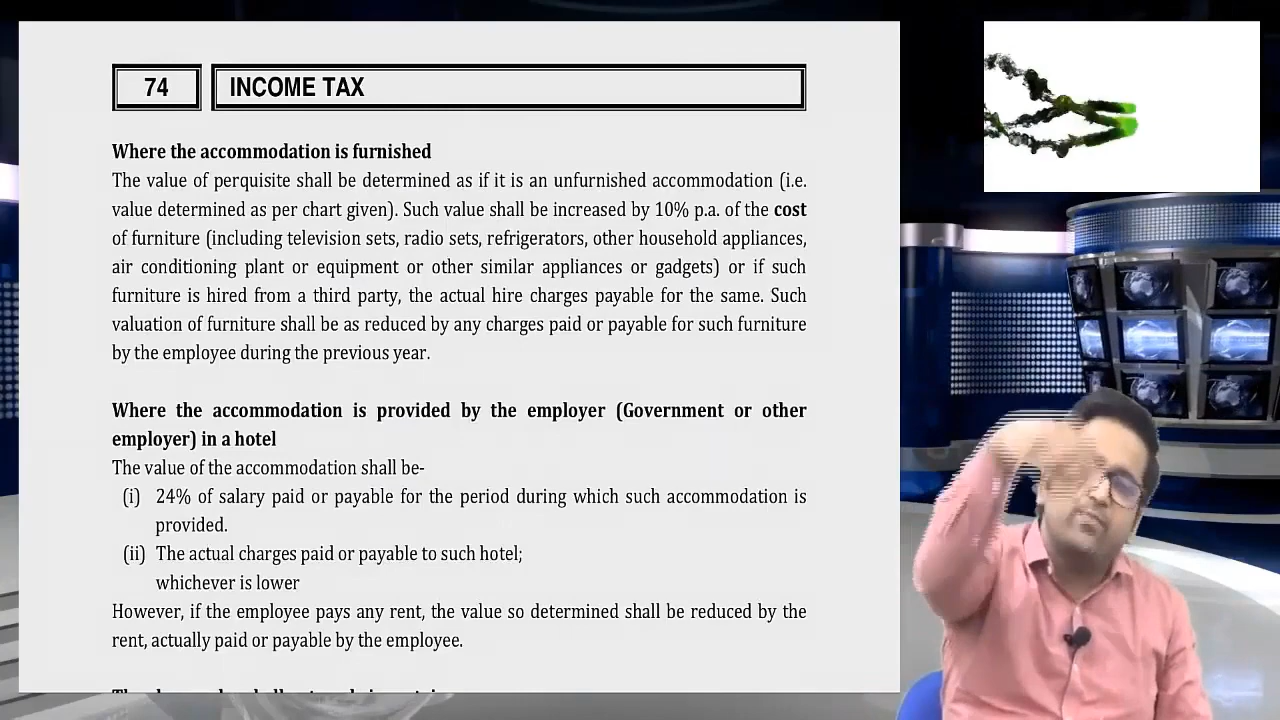 74
INCOME TAX
Where the accommodation is furnished
The value of perquisite shall be determined as if it is an unfurnished accommodation (i.e.
value determined as per chart given). Such value shall be increased by 10% p.a. of the cost
of furniture (including television sets, radio sets, refrigerators, other household appliances,
air conditioning plant or equipment or other similar appliances or gadgets) or if such
furniture is hired from a third party, the actual hire charges payable for the same. Such
valuation of furniture shall be as reduced by any charges paid or payable for such furniture
by the employee during the previous year.
Where the accommodation is provided by the employer (Government or other
employer) in a hotel
The value of the accommodation shall be-
(i) 24% of salary paid or payable for the period during which such accommodation is
provided.
(ii) The actual charges paid or payable to such hotel;
whichever is lower
However, if the employee pays any rent, the value so determined shall be reduced by the
rent, actually paid or payable by the employee.